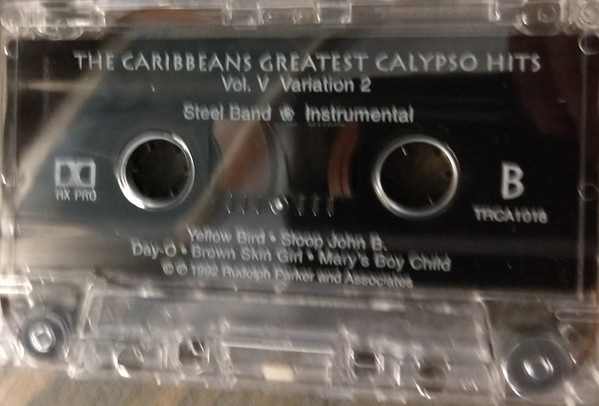 THE CARIBBEANS GREATEST CALYPSO HITS
Vol. V Variation 2
Steel Band ❀ Instrumental
HX PRO
B
TRCA1018
Yellow Bird • Sloop John B.
Day-O • Brown Skin Girl • Mary's Boy Child
© ℗ 1992 Rudolph Parker and Associates